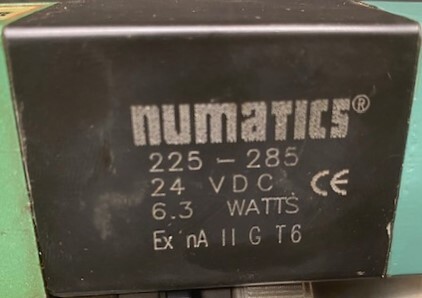 numatics®
225-285
24 VDC CE
6.3 WATTS
Ex nA II G T6